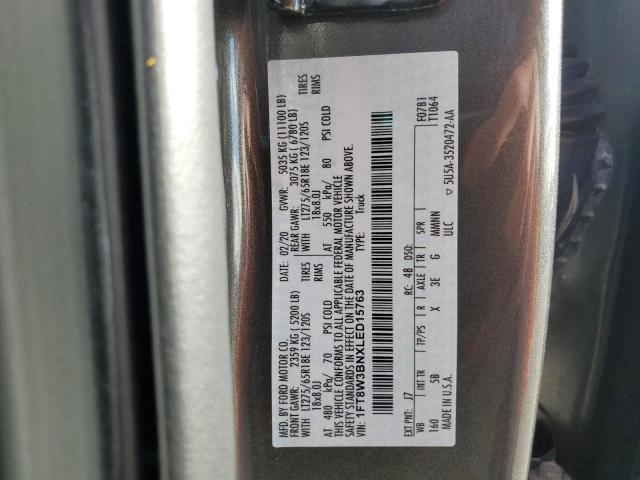 MFD. BY FORD MOTOR CO. DATE: 02/20 GVWR: 5035 KG (11100 LB)
FRONT GAWR: 2359 KG (5200 LB) REAR GAWR: 3075 KG (6780 LB)
WITH LT275/65R18E 123/120S TIRES WITH LT275/65R18E 123/120S TIRES
18x8.0J RIMS 18x8.0J RIMS
AT 480 kPa/ 70 PSI COLD AT 550 kPa/ 80 PSI COLD
THIS VEHICLE CONFORMS TO ALL APPLICABLE FEDERAL MOTOR VEHICLE
SAFETY STANDARDS IN EFFECT ON THE DATE OF MANUFACTURE SHOWN ABOVE.
VIN: 1FT8W3BNXLED15763 TYPE: Truck
F0781
T1064
EXT PNT: J7 RC: 48 DSO:
WB INT TR TP/PS R AXLE TR SPR
160 5B X 3E G MMNN
MADE IN U.S.A. ULC
▽ 5U5A-3520472-AA